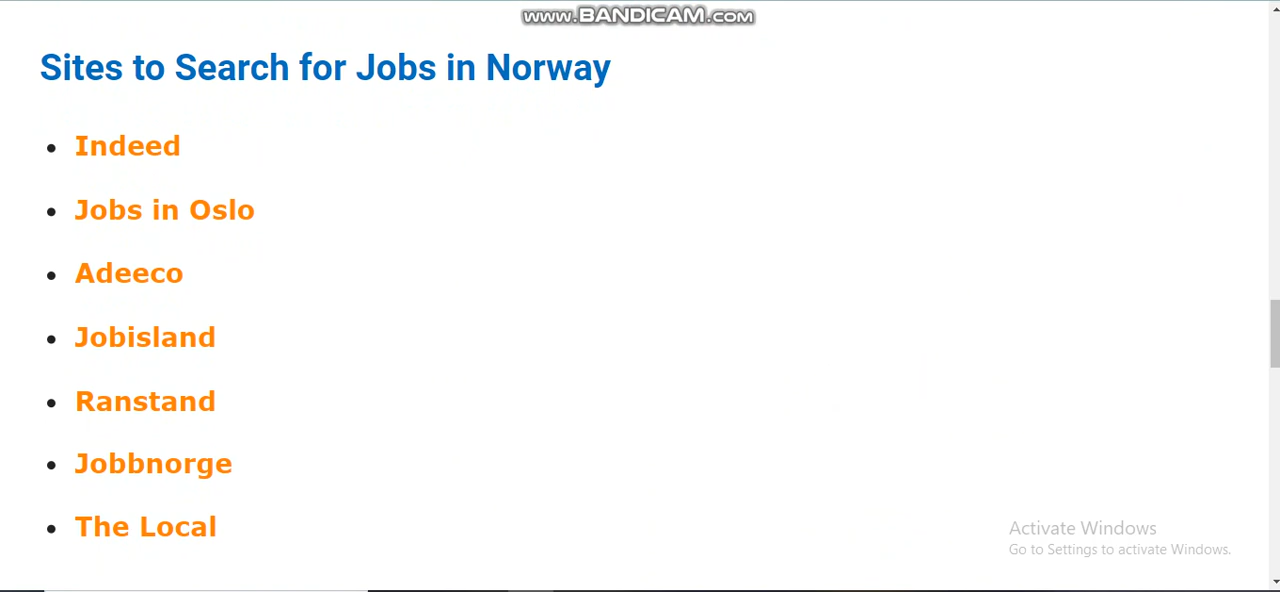 www.BANDICAM.com
Sites to Search for Jobs in Norway
Indeed
Jobs in Oslo
Adeeco
Jobisland
Ranstand
Jobbnorge
The Local
Activate Windows
Go to Settings to activate Windows.